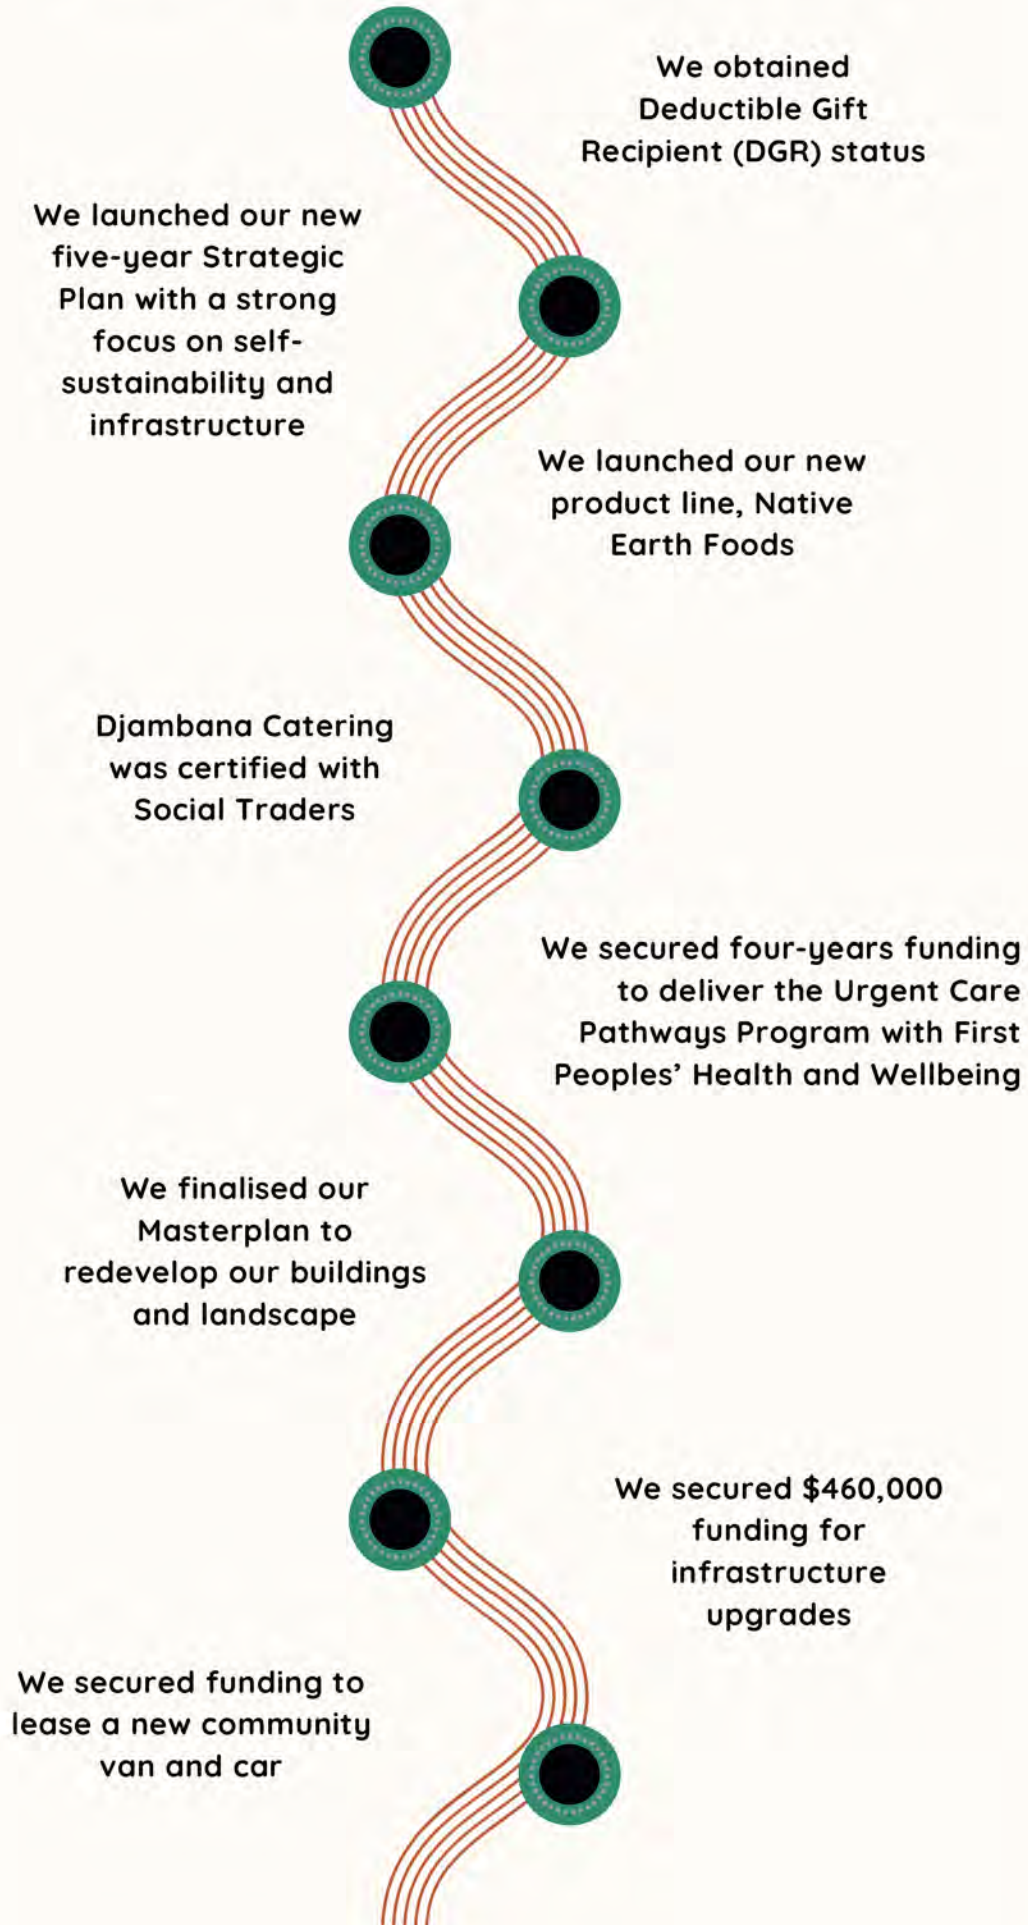 We obtained
Deductible Gift
Recipient (DGR) status
We launched our new
five-year Strategic
Plan with a strong
focus on self-
sustainability and
infrastructure
We launched our new
product line, Native
Earth Foods
Djambana Catering
was certified with
Social Traders
We secured four-years funding
to deliver the Urgent Care
Pathways Program with First
Peoples’ Health and Wellbeing
We finalised our
Masterplan to
redevelop our buildings
and landscape
We secured $460,000
funding for
infrastructure
upgrades
We secured funding to
lease a new community
van and car